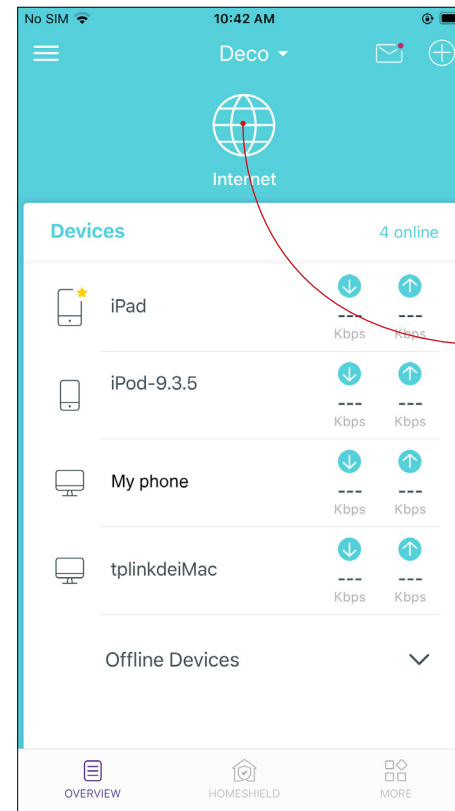 No SIM 10:42 AM
Deco
Internet
Devices 4 online
iPad
--- ---
Kbps Kbps
iPod-9.3.5
--- ---
Kbps Kbps
My phone
--- ---
Kbps Kbps
tplinkdeiMac
--- ---
Kbps Kbps
Offline Devices
OVERVIEW HOMESHIELD MORE